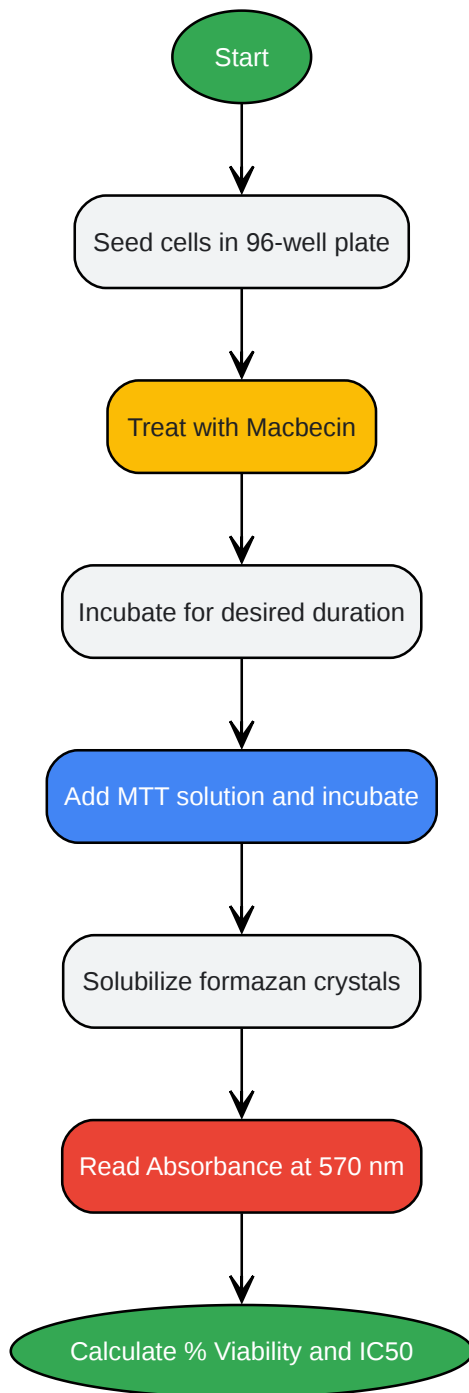 Start
Seed cells in 96-well plate
Treat with Macbecin
Incubate for desired duration
Add MTT solution and incubate
Solubilize formazan crystals
Read Absorbance at 570 nm
Calculate % Viability and IC50